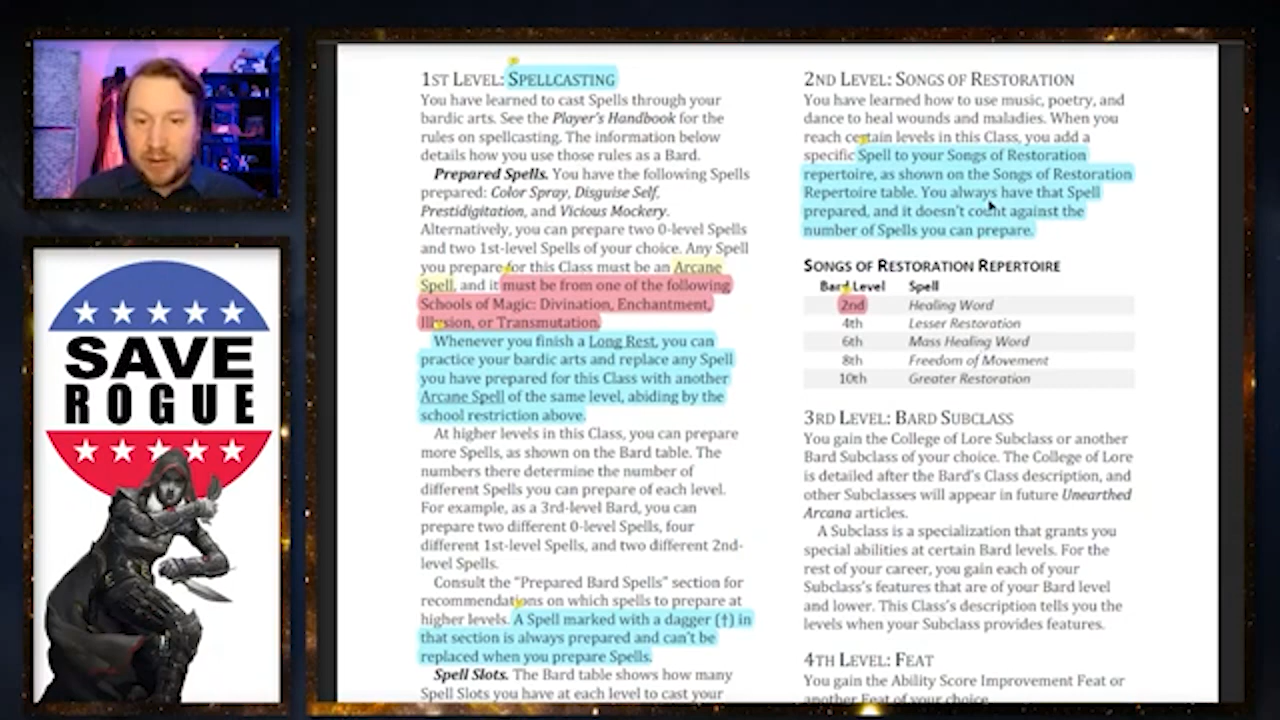 SAVE
ROGUE
1ST LEVEL: SPELLCASTING
You have learned to cast Spells through your
bardic arts. See the Player's Handbook for the
rules on spellcasting. The information below
details how you use those rules as a Bard.
Prepared Spells. You have the following Spells
prepared: Color Spray, Disguise Self,
Prestidigitation, and Vicious Mockery.
Alternatively, you can prepare two 0-level Spells
and two 1st-level Spells of your choice. Any Spell
you prepare for this Class must be an Arcane
Spell, and it must be from one of the following
Schools of Magic: Divination, Enchantment,
Illusion, or Transmutation.
Whenever you finish a Long Rest, you can
practice your bardic arts and replace any Spell
you have prepared for this Class with another
Arcane Spell of the same level, abiding by the
school restriction above.
At higher levels in this Class, you can prepare
more Spells, as shown on the Bard table. The
numbers there determine the number of
different Spells you can prepare of each level.
For example, as a 3rd-level Bard, you can
prepare two different 0-level Spells, four
different 1st-level Spells, and two different 2nd-
level Spells.
Consult the “Prepared Bard Spells” section for
recommendations on which spells to prepare at
higher levels. A Spell marked with a dagger (†) in
that section is always prepared and can't be
replaced when you prepare Spells.
Spell Slots. The Bard table shows how many
Spell Slots you have at each level to cast your
2ND LEVEL: SONGS OF RESTORATION
You have learned how to use music, poetry, and
dance to heal wounds and maladies. When you
reach certain levels in this Class, you add a
specific Spell to your Songs of Restoration
repertoire, as shown on the Songs of Restoration
Repertoire table. You always have that Spell
prepared, and it doesn't count against the
number of Spells you can prepare.
SONGS OF RESTORATION REPERTOIRE
Bard Level Spell
2nd Healing Word
4th Lesser Restoration
6th Mass Healing Word
8th Freedom of Movement
10th Greater Restoration
3RD LEVEL: BARD SUBCLASS
You gain the College of Lore Subclass or another
Bard Subclass of your choice. The College of Lore
is detailed after the Bard's Class description, and
other Subclasses will appear in future Unearthed
Arcana articles.
A Subclass is a specialization that grants you
special abilities at certain Bard levels. For the
rest of your career, you gain each of your
Subclass's features that are of your Bard level
and lower. This Class's description tells you the
levels when your Subclass provides features.
4TH LEVEL: FEAT
You gain the Ability Score Improvement Feat or
another Feat of your choice.